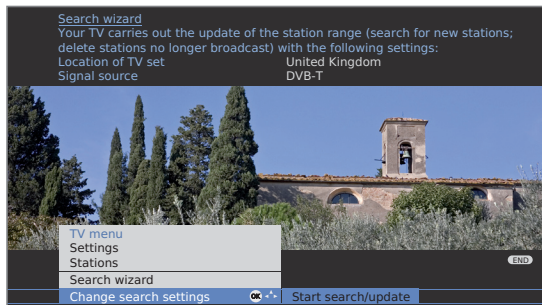 Search wizard
Your TV carries out the update of the station range (search for new stations;
delete stations no longer broadcast) with the following settings:
Location of TV set United Kingdom
Signal source DVB-T
TV menu
Settings
Stations
END
Search wizard
Change search settings OK Start search/update